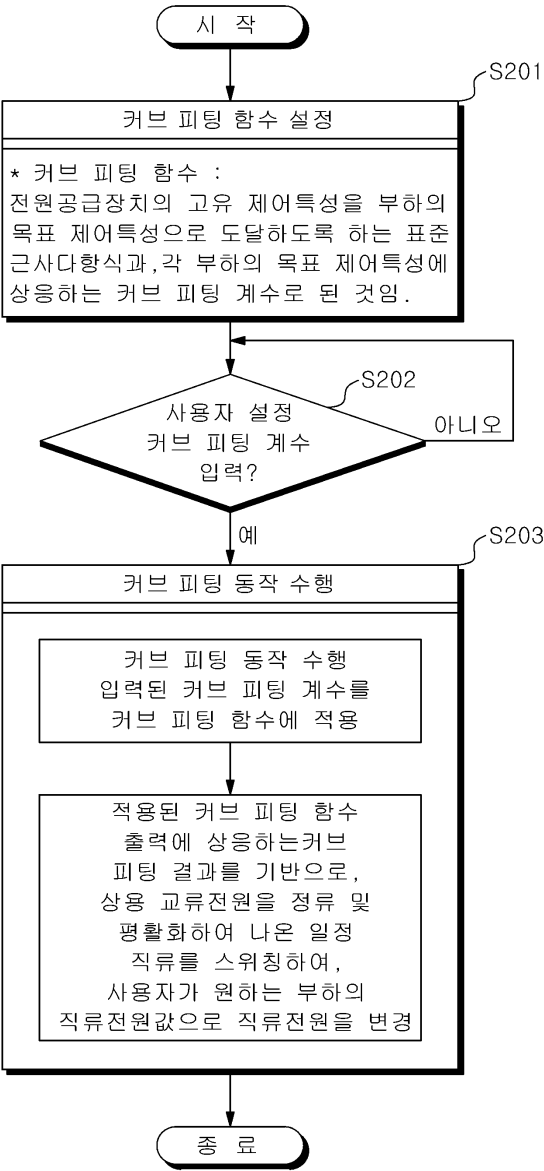 시 작
S201
커브 피팅 함수 설정
* 커브 피팅 함수 :
전원공급장치의 고유 제어특성을 부하의
목표 제어특성으로 도달하도록 하는 표준
근사다항식과,각 부하의 목표 제어특성에
상응하는 커브 피팅 계수로 된 것임.
S202
사용자 설정
커브 피팅 계수
입력?
아니오
예
S203
커브 피팅 동작 수행
커브 피팅 동작 수행
입력된 커브 피팅 계수를
커브 피팅 함수에 적용
적용된 커브 피팅 함수
출력에 상응하는커브
피팅 결과를 기반으로,
상용 교류전원을 정류 및
평활화하여 나온 일정
직류를 스위칭하여,
사용자가 원하는 부하의
직류전원값으로 직류전원을 변경
종 료